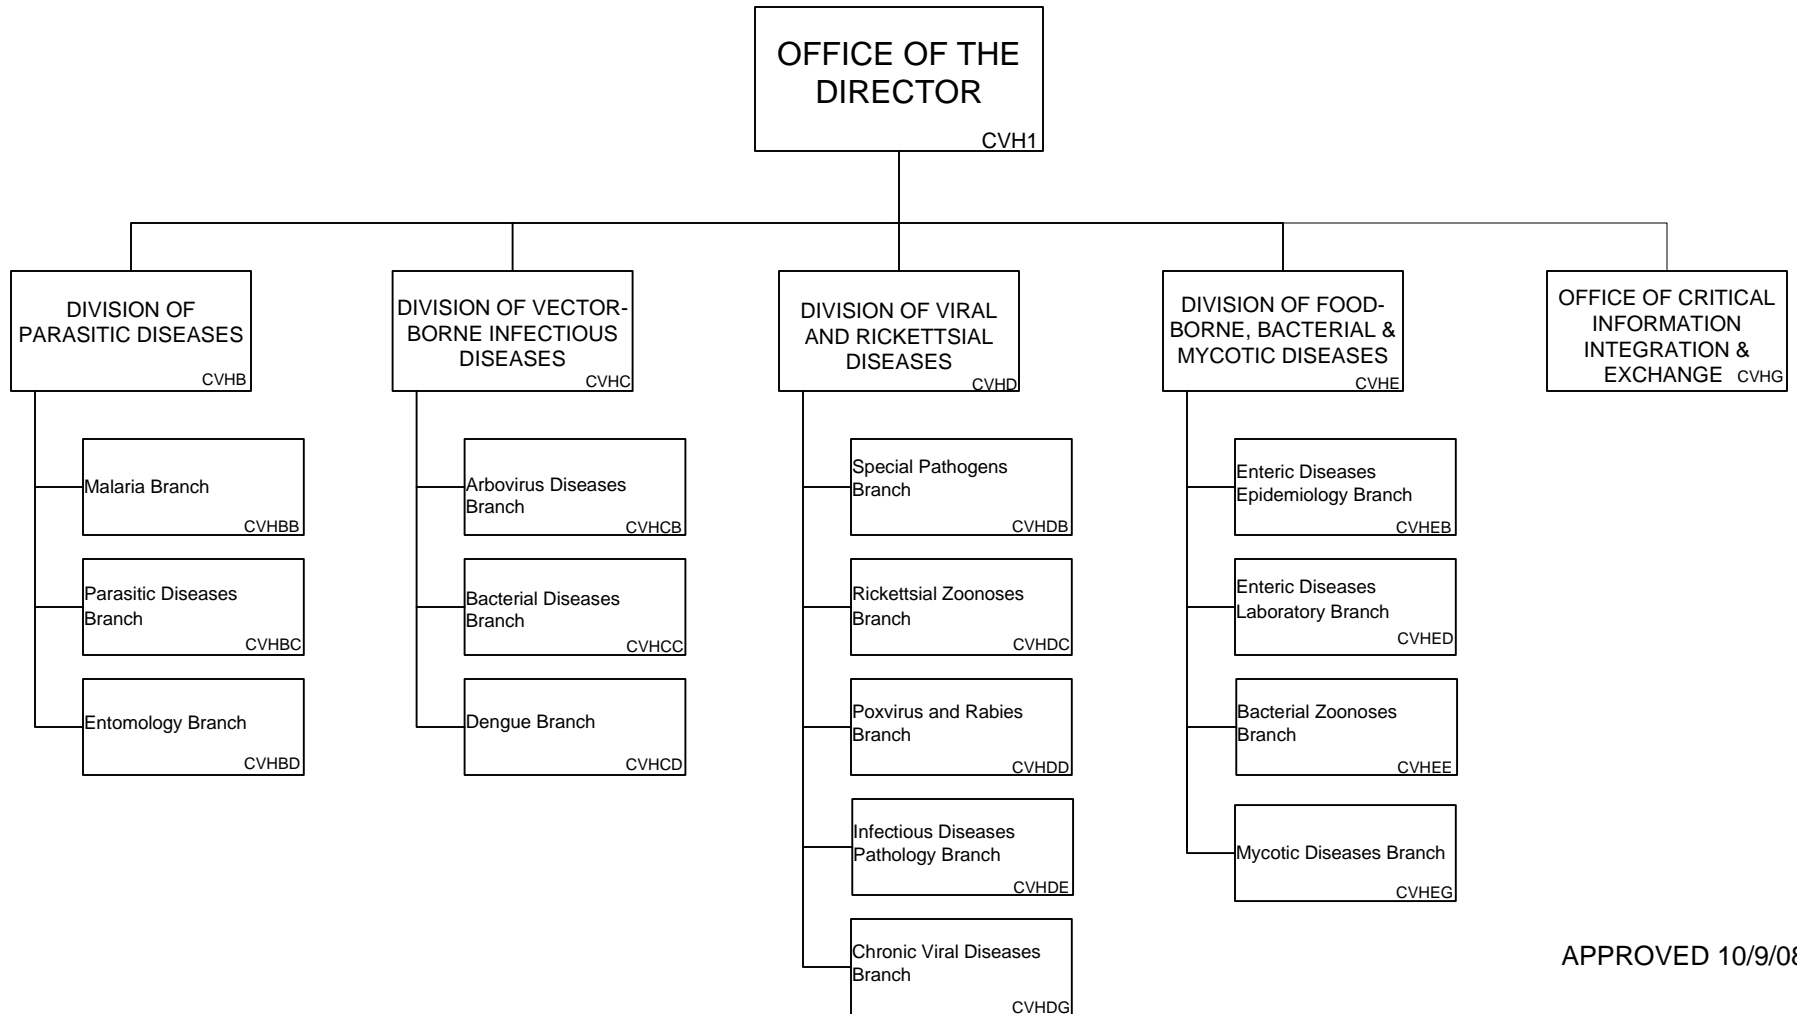 OFFICE OF THE
DIRECTOR
CVH1
DIVISION OF
PARASITIC DISEASES
CVHB
DIVISION OF VECTOR-
BORNE INFECTIOUS
DISEASES
CVHC
DIVISION OF VIRAL
AND RICKETTSIAL
DISEASES
CVHD
DIVISION OF FOOD-
BORNE, BACTERIAL &
MYCOTIC DISEASES
CVHE
OFFICE OF CRITICAL
INFORMATION
INTEGRATION &
EXCHANGE CVHG
Malaria Branch
CVHBB
Parasitic Diseases
Branch
CVHBC
Entomology Branch
CVHBD
Arbovirus Diseases
Branch
CVHCB
Bacterial Diseases
Branch
CVHCC
Dengue Branch
CVHCD
Special Pathogens
Branch
CVHDB
Rickettsial Zoonoses
Branch
CVHDC
Poxvirus and Rabies
Branch
CVHDD
Infectious Diseases
Pathology Branch
CVHDE
Chronic Viral Diseases
Branch
CVHDG
Enteric Diseases
Epidemiology Branch
CVHEB
Enteric Diseases
Laboratory Branch
CVHED
Bacterial Zoonoses
Branch
CVHEE
Mycotic Diseases Branch
CVHEG
APPROVED 10/9/08